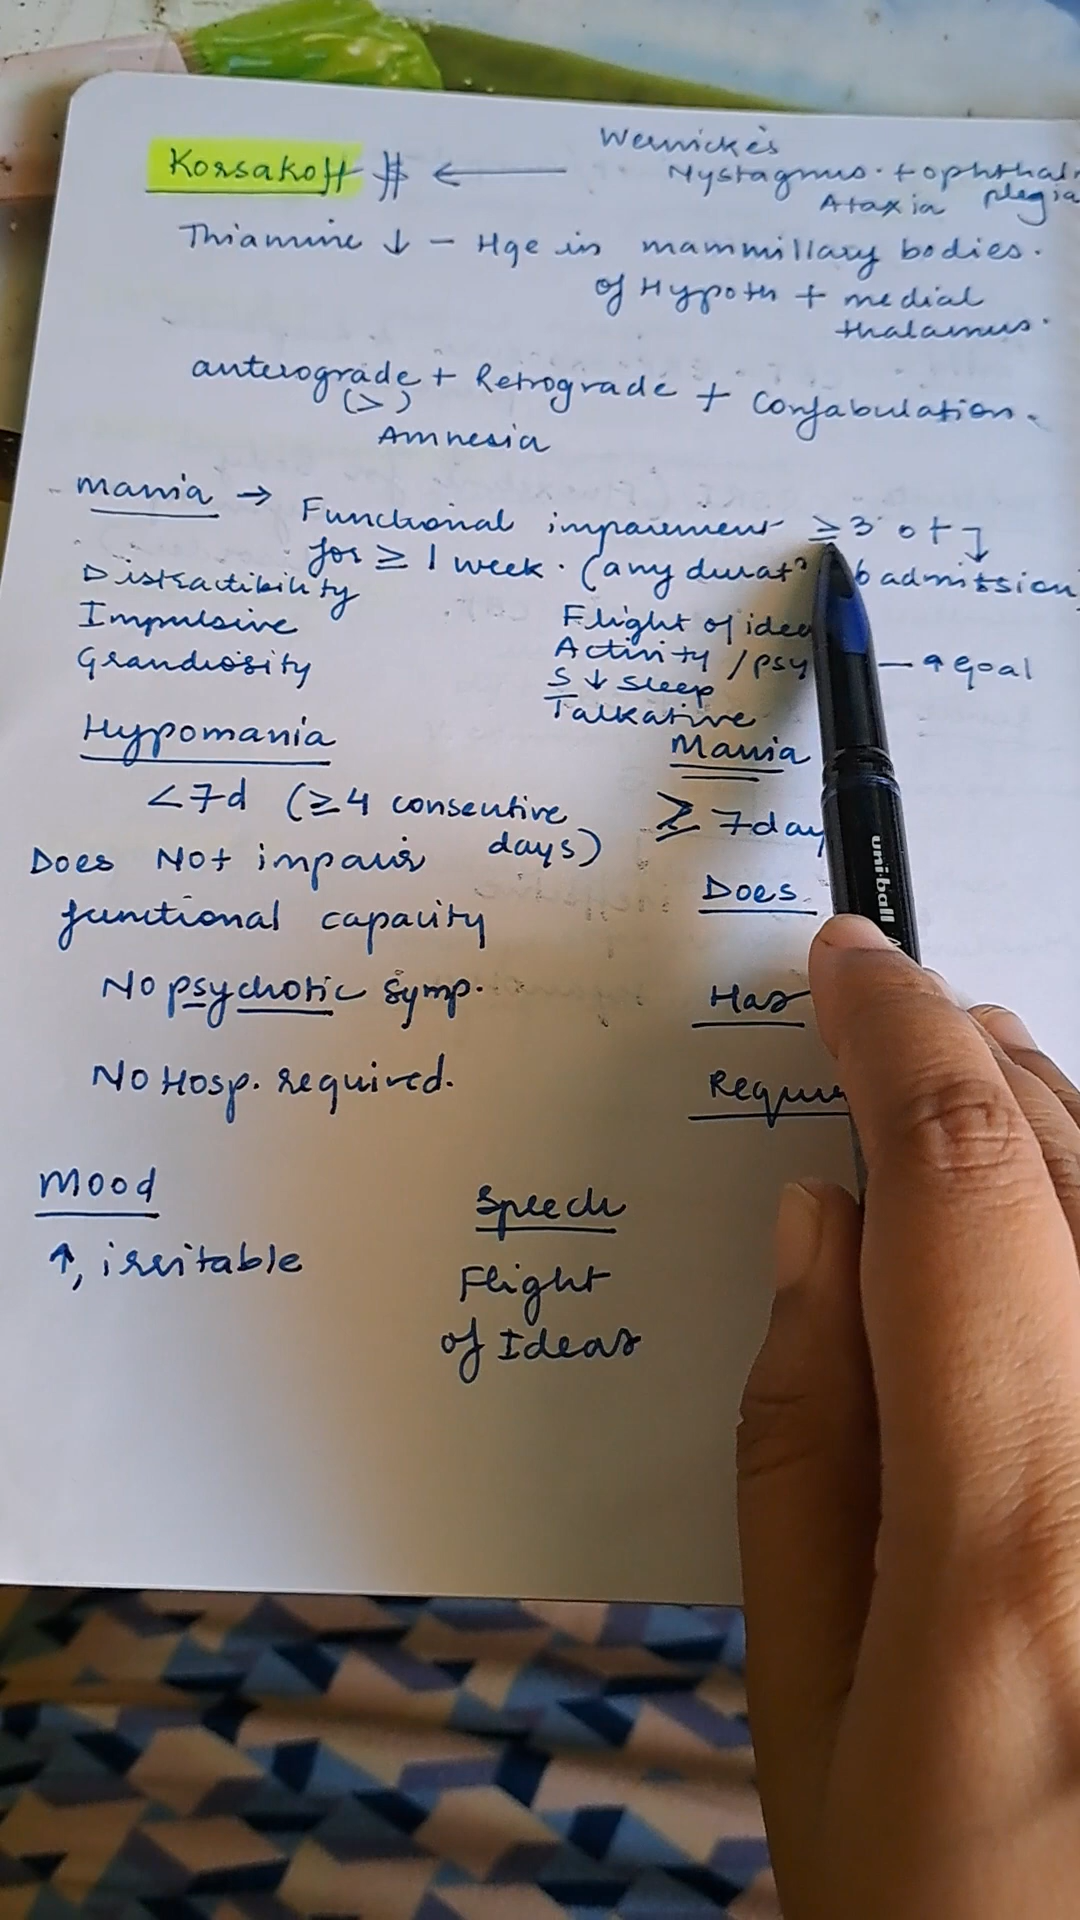 Wernicke's
Korsakoff # ← Nystagmus. + ophthal
plegia
Ataxia
Thiamine ↓ - Hge in mammillary bodies.
of Hypoth + medial
thalamus.
anterograde + Retrograde + Confabulation.
(>)
Amnesia
mania → Functional impairement ≥3 of ↴
for ≥ 1 week. (any durat admission)
Distractibility
Impulsive
Grandiosity
Flight of idea
Activity / psy — ↑ goal
S ↓ sleep
Talkative
Hypomania
<7d (≥4 consentive
days)
Does Not impair
functional capacity
No psychotic symp.
No Hosp. required.
Mania
≥ 7day
Does
Has
Requir
uni-ball
Mood
↑, irritable
Speech
Flight
of Ideas